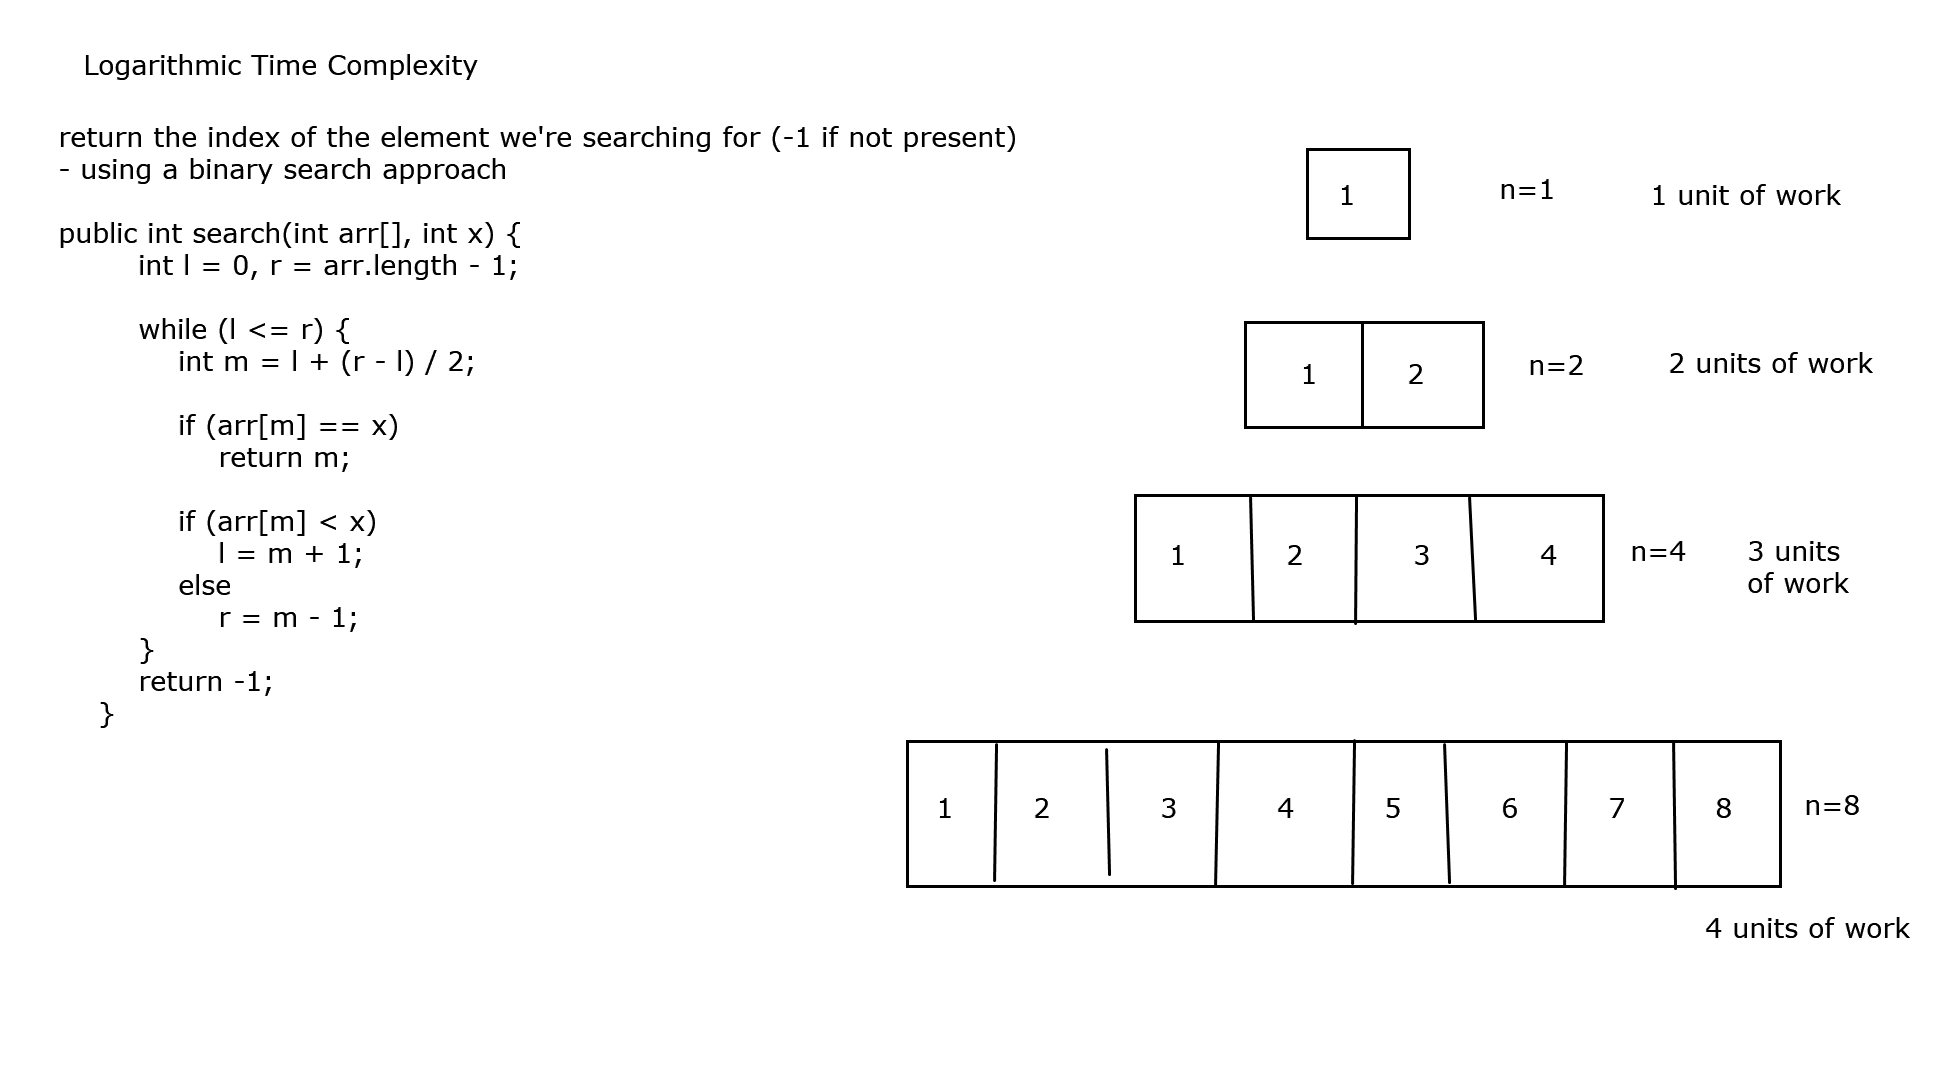 Logarithmic Time Complexity
return the index of the element we're searching for (-1 if not present)
- using a binary search approach
public int search(int arr[], int x) {
int l = 0, r = arr.length - 1;
while (l <= r) {
int m = l + (r - l) / 2;
if (arr[m] == x)
return m;
if (arr[m] < x)
l = m + 1;
else
r = m - 1;
}
return -1;
}
1 n=1 1 unit of work
1 2 n=2 2 units of work
1 2 3 4 n=4 3 units
of work
1 2 3 4 5 6 7 8 n=8
4 units of work